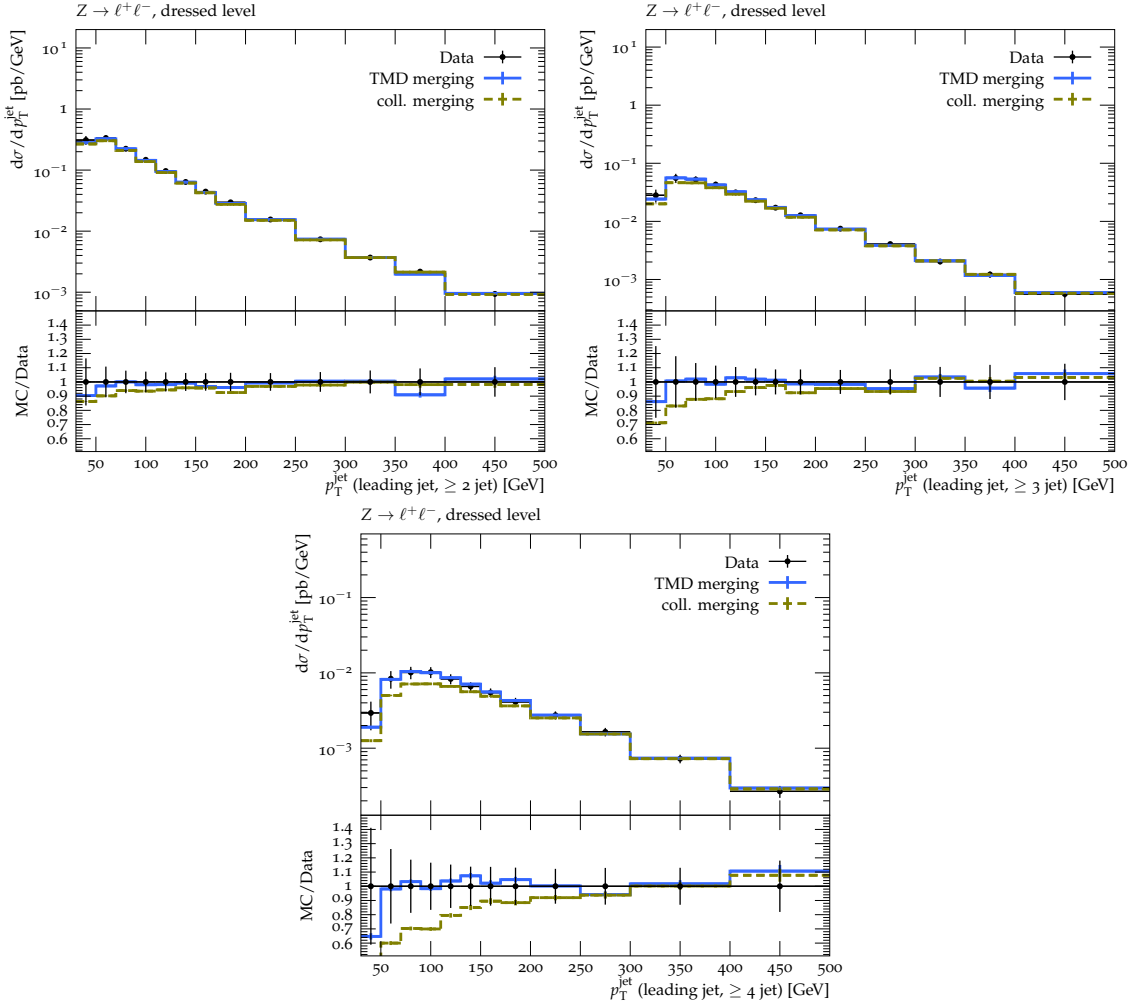 Z → ℓ⁺ℓ⁻, dressed level
dσ/dp_T^jet [pb/GeV]
10¹
1
10⁻¹
10⁻²
10⁻³
Data
TMD merging
coll. merging
MC/Data
1.4
1.3
1.2
1.1
1
0.9
0.8
0.7
0.6
50 100 150 200 250 300 350 400 450 500
p_T^jet (leading jet, ≥ 2 jet) [GeV]
Z → ℓ⁺ℓ⁻, dressed level
dσ/dp_T^jet [pb/GeV]
10¹
1
10⁻¹
10⁻²
10⁻³
Data
TMD merging
coll. merging
MC/Data
1.4
1.3
1.2
1.1
1
0.9
0.8
0.7
0.6
50 100 150 200 250 300 350 400 450 500
p_T^jet (leading jet, ≥ 3 jet) [GeV]
Z → ℓ⁺ℓ⁻, dressed level
dσ/dp_T^jet [pb/GeV]
10⁻¹
10⁻²
10⁻³
Data
TMD merging
coll. merging
MC/Data
1.4
1.3
1.2
1.1
1
0.9
0.8
0.7
0.6
50 100 150 200 250 300 350 400 450 500
p_T^jet (leading jet, ≥ 4 jet) [GeV]